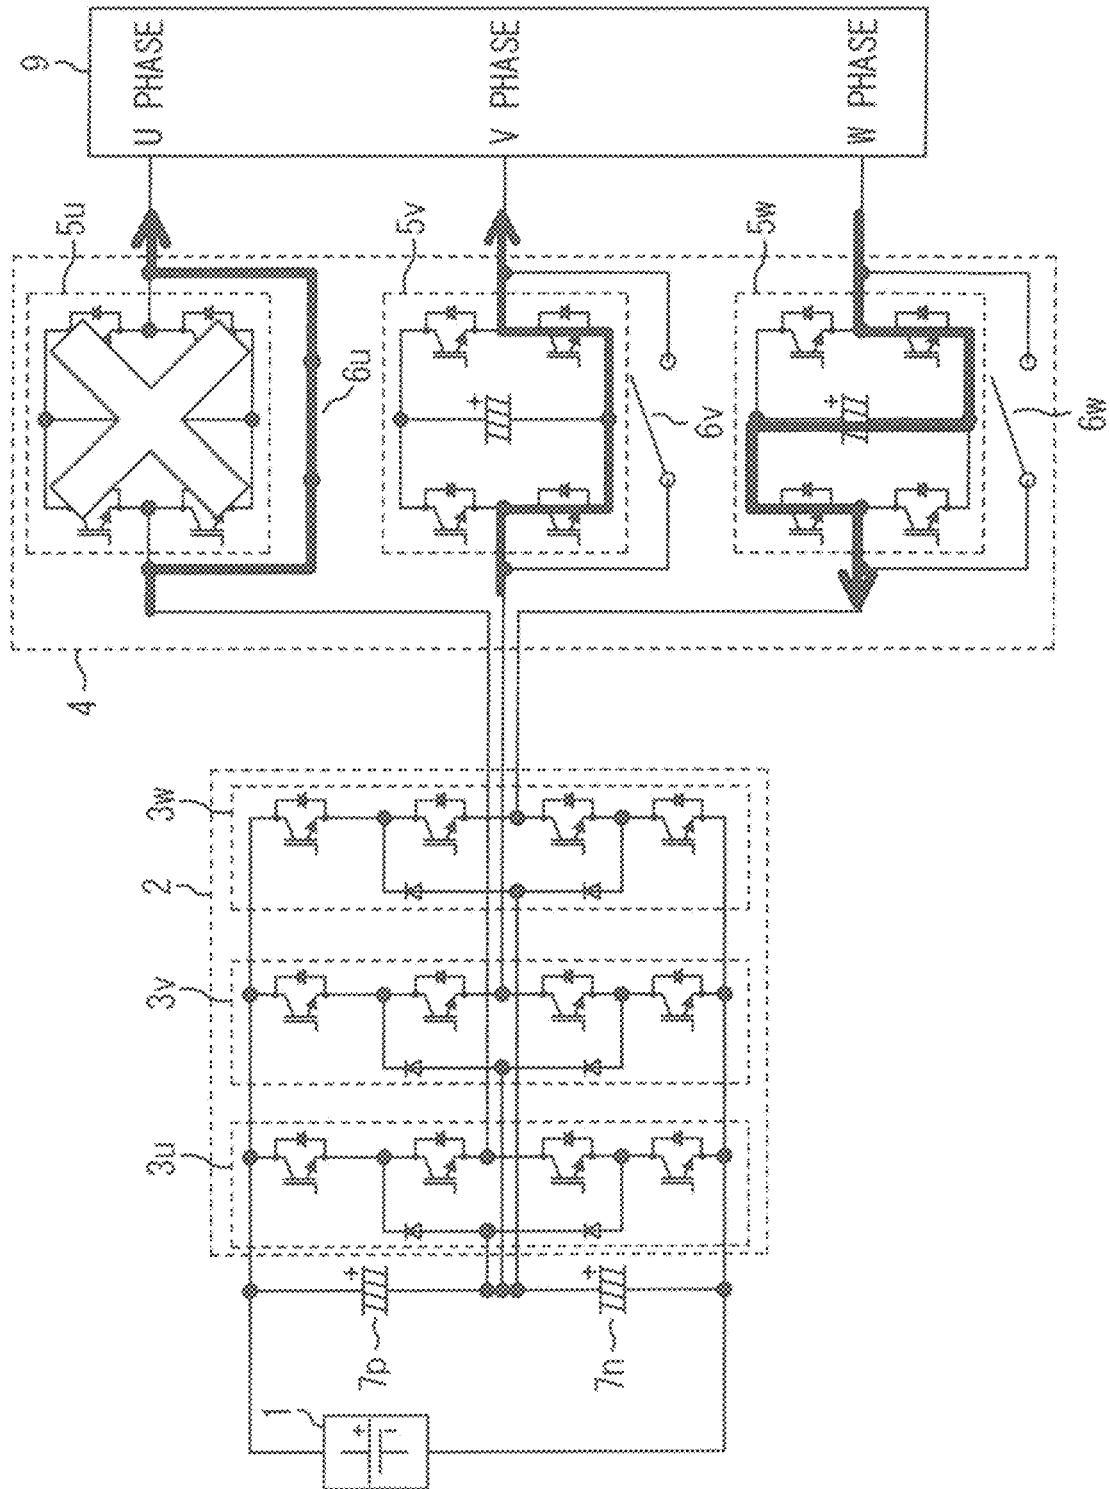 9
U PHASE
V PHASE
W PHASE
5u
5v
5w
6u
6v
6w
4
3w
2
3v
3u
+
+
+
+
7p
7n
1
+
-